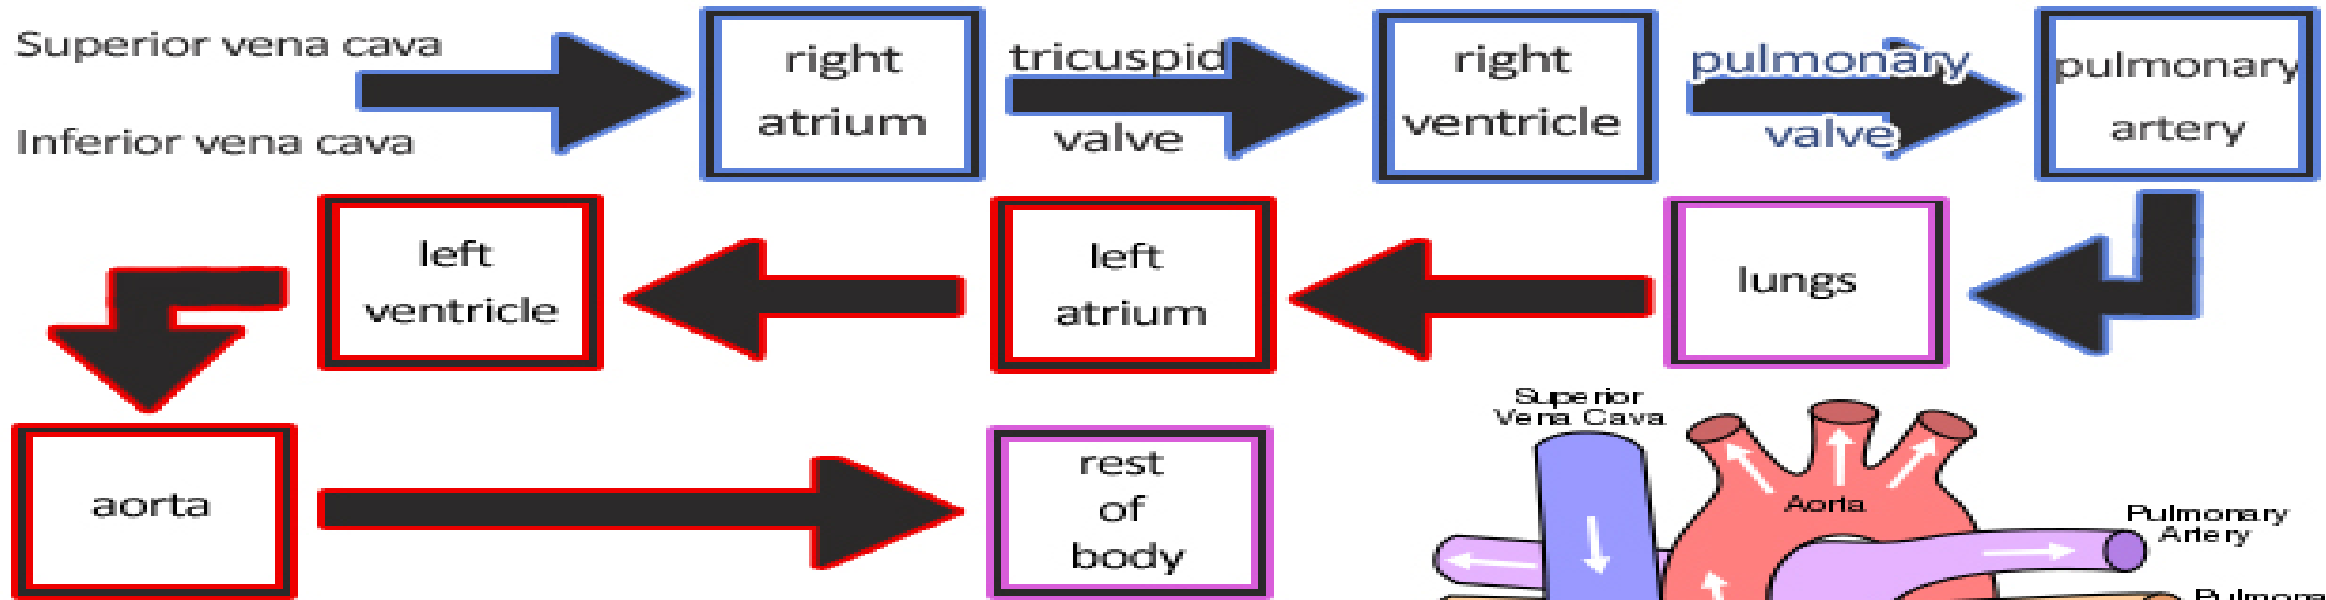 Superior vena cava
Inferior vena cava
right
atrium
tricuspid
valve
right
ventricle
pulmonary
valve
pulmonary
artery
left
ventricle
left
atrium
lungs
aorta
rest
of
body
Superior
Vena Cava
Aorta
Pulmonary
Artery